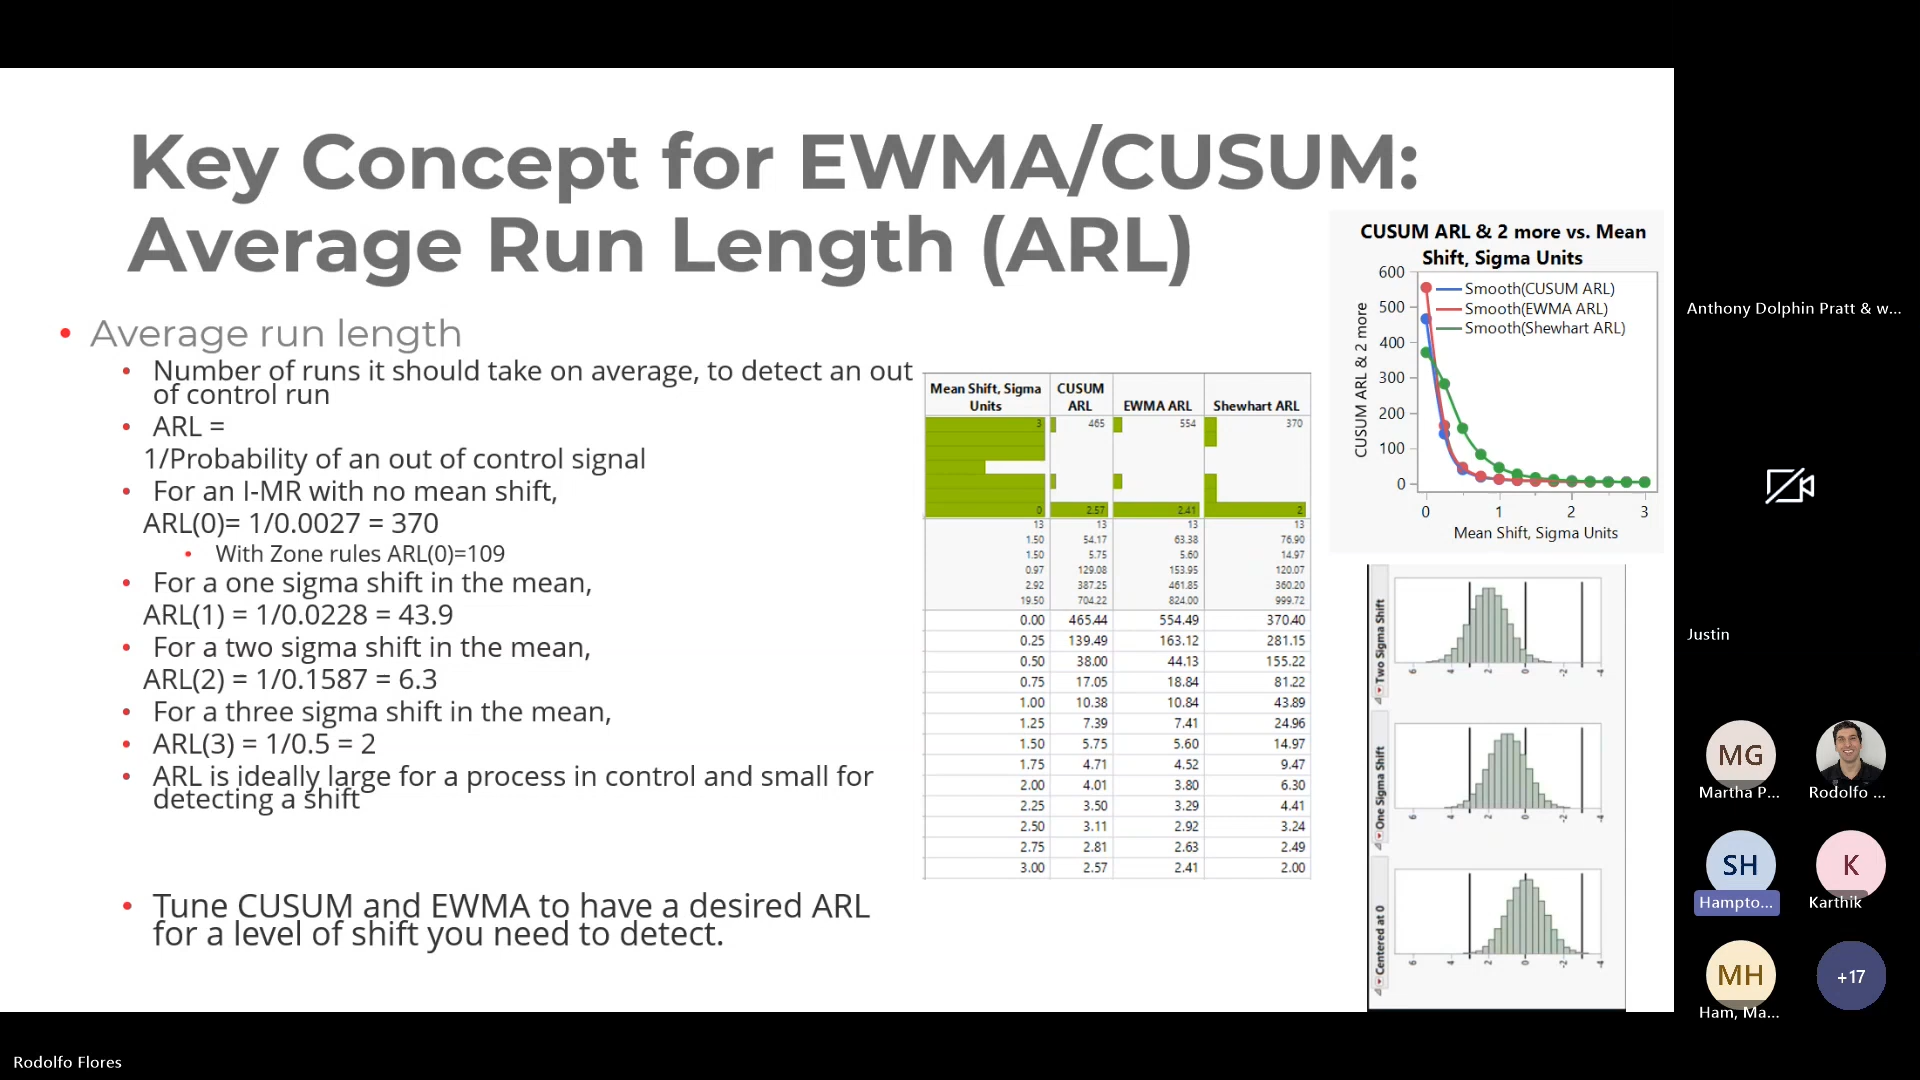 Key Concept for EWMA/CUSUM:
Average Run Length (ARL)
• Average run length
• Number of runs it should take on average, to detect an out
of control run
• ARL =
1/Probability of an out of control signal
• For an I-MR with no mean shift,
ARL(0)= 1/0.0027 = 370
• With Zone rules ARL(0)=109
• For a one sigma shift in the mean,
ARL(1) = 1/0.0228 = 43.9
• For a two sigma shift in the mean,
ARL(2) = 1/0.1587 = 6.3
• For a three sigma shift in the mean,
• ARL(3) = 1/0.5 = 2
• ARL is ideally large for a process in control and small for
detecting a shift
• Tune CUSUM and EWMA to have a desired ARL
for a level of shift you need to detect.
Mean Shift, Sigma Units CUSUM ARL EWMA ARL Shewhart ARL
3 465 554 370
0 2.57 2.41 2
13 13 13 13
1.50 54.17 63.38 76.90
1.50 5.75 5.60 14.97
0.97 129.08 153.95 120.07
2.92 387.25 461.85 360.20
19.50 704.22 824.00 999.72
0.00 465.44 554.49 370.40
0.25 139.49 163.12 281.15
0.50 38.00 44.13 155.22
0.75 17.05 18.84 81.22
1.00 10.38 10.84 43.89
1.25 7.39 7.41 24.96
1.50 5.75 5.60 14.97
1.75 4.71 4.52 9.47
2.00 4.01 3.80 6.30
2.25 3.50 3.29 4.41
2.50 3.11 2.92 3.24
2.75 2.81 2.63 2.49
3.00 2.57 2.41 2.00
CUSUM ARL & 2 more vs. Mean
Shift, Sigma Units
CUSUM ARL & 2 more
600
500
400
300
200
100
0
Smooth(CUSUM ARL)
Smooth(EWMA ARL)
Smooth(Shewhart ARL)
0 1 2 3
Mean Shift, Sigma Units
Two Sigma Shift
6 4 2 0 -2 -4
One Sigma Shift
6 4 2 0 -2 -4
Centered at 0
6 4 2 0 -2 -4
Anthony Dolphin Pratt & w...
Justin
MG
Martha P... Rodolfo ...
SH K
Hampto... Karthik
MH +17
Ham, Ma...
Rodolfo Flores